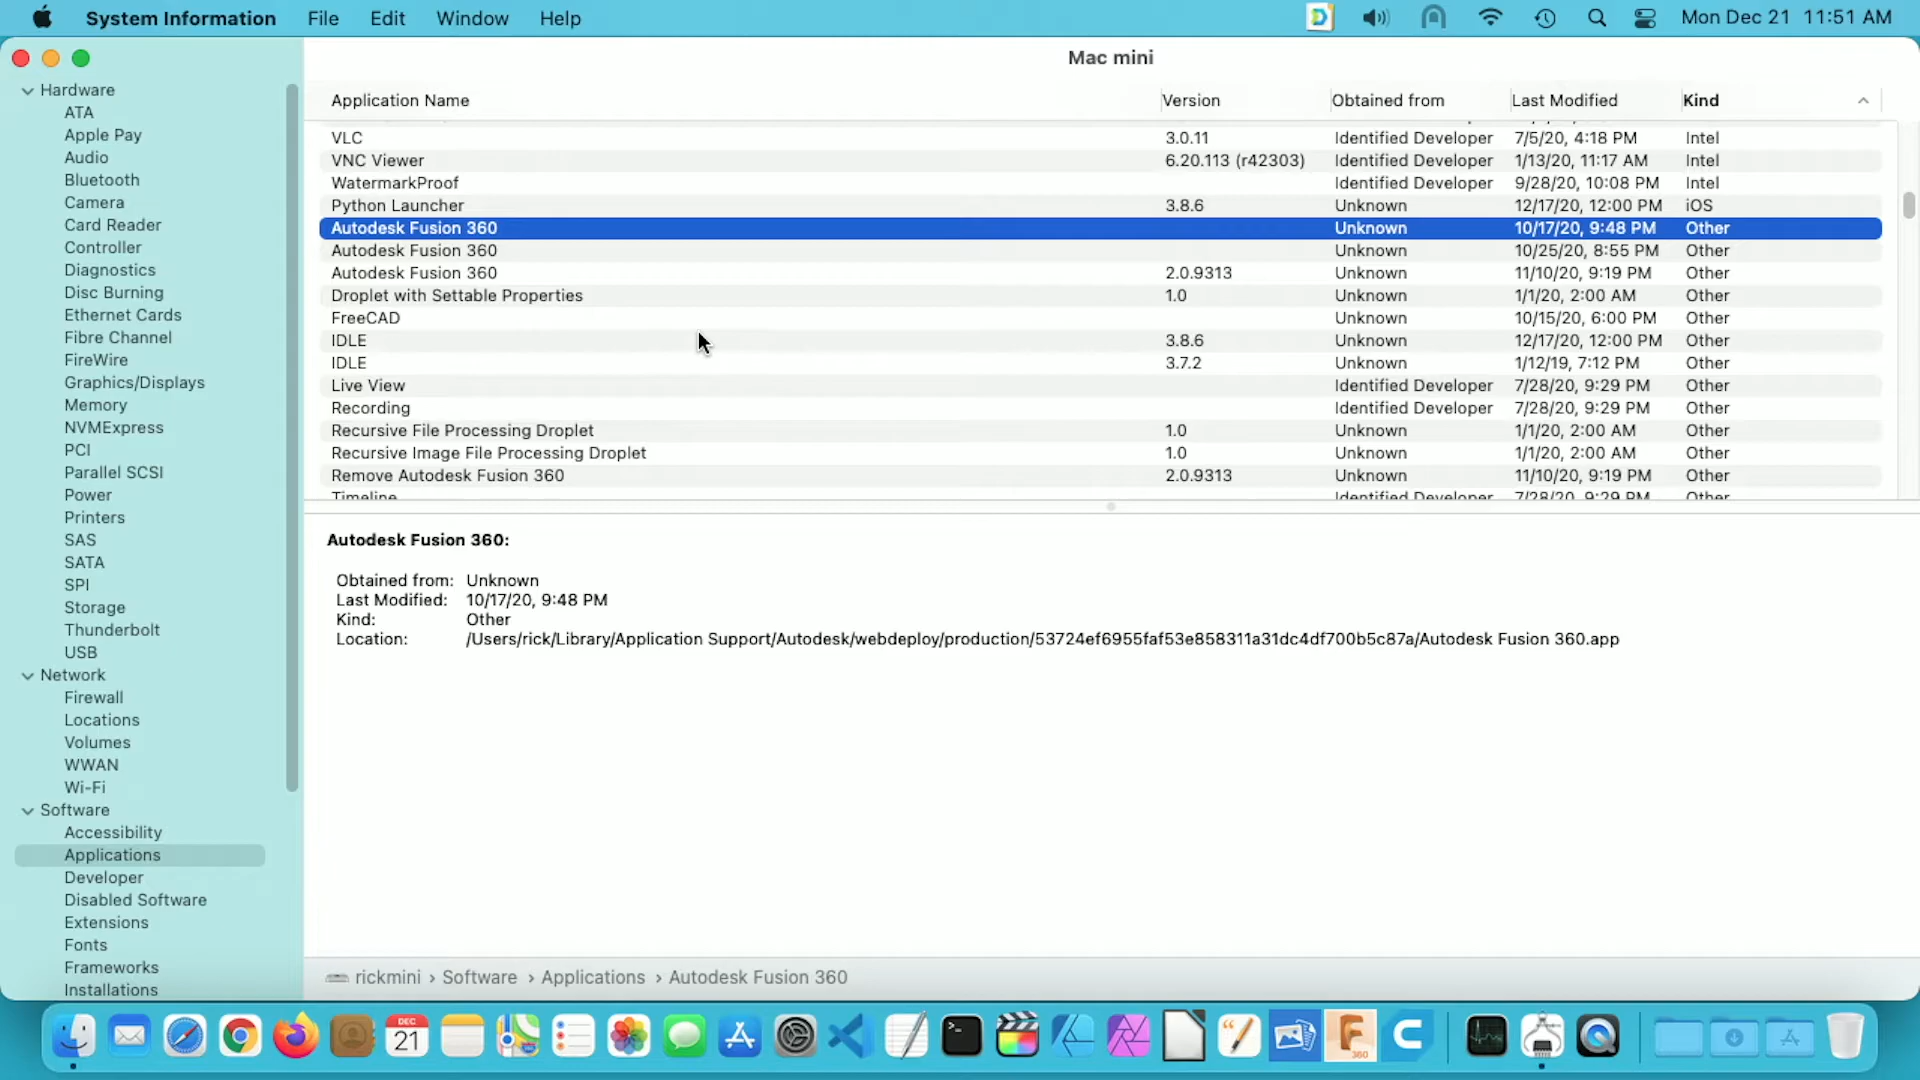 System Information File Edit Window Help Mon Dec 21 11:51 AM
Mac mini
Hardware
ATA
Apple Pay
Audio
Bluetooth
Camera
Card Reader
Controller
Diagnostics
Disc Burning
Ethernet Cards
Fibre Channel
FireWire
Graphics/Displays
Memory
NVMExpress
PCI
Parallel SCSI
Power
Printers
SAS
SATA
SPI
Storage
Thunderbolt
USB
Network
Firewall
Locations
Volumes
WWAN
Wi-Fi
Software
Accessibility
Applications
Developer
Disabled Software
Extensions
Fonts
Frameworks
Installations
Application Name Version Obtained from Last Modified Kind
VLC 3.0.11 Identified Developer 7/5/20, 4:18 PM Intel
VNC Viewer 6.20.113 (r42303) Identified Developer 1/13/20, 11:17 AM Intel
WatermarkProof Identified Developer 9/28/20, 10:08 PM Intel
Python Launcher 3.8.6 Unknown 12/17/20, 12:00 PM iOS
Autodesk Fusion 360 Unknown 10/17/20, 9:48 PM Other
Autodesk Fusion 360 Unknown 10/25/20, 8:55 PM Other
Autodesk Fusion 360 2.0.9313 Unknown 11/10/20, 9:19 PM Other
Droplet with Settable Properties 1.0 Unknown 1/1/20, 2:00 AM Other
FreeCAD Unknown 10/15/20, 6:00 PM Other
IDLE 3.8.6 Unknown 12/17/20, 12:00 PM Other
IDLE 3.7.2 Unknown 1/12/19, 7:12 PM Other
Live View Identified Developer 7/28/20, 9:29 PM Other
Recording Identified Developer 7/28/20, 9:29 PM Other
Recursive File Processing Droplet 1.0 Unknown 1/1/20, 2:00 AM Other
Recursive Image File Processing Droplet 1.0 Unknown 1/1/20, 2:00 AM Other
Remove Autodesk Fusion 360 2.0.9313 Unknown 11/10/20, 9:19 PM Other
Timeline Identified Developer 7/28/20, 9:29 PM Other
Autodesk Fusion 360:
Obtained from: Unknown
Last Modified: 10/17/20, 9:48 PM
Kind: Other
Location: /Users/rick/Library/Application Support/Autodesk/webdeploy/production/53724ef6955faf53e858311a31dc4df700b5c87a/Autodesk Fusion 360.app
rickmini › Software › Applications › Autodesk Fusion 360
DEC
21
F
360